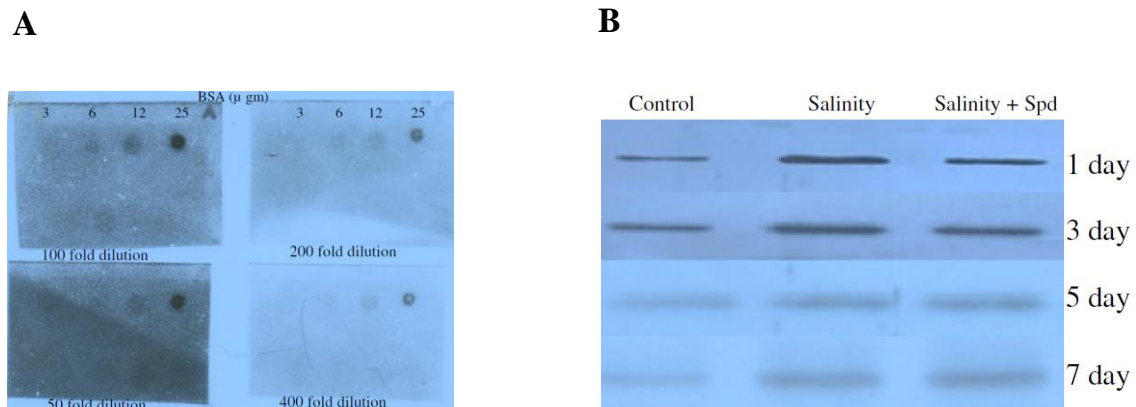 A
B
BSA (µ gm)
3 6 12 25
3 6 12 25
100 fold dilution
200 fold dilution
50 fold dilution
400 fold dilution
Control Salinity Salinity + Spd
1 day
3 day
5 day
7 day